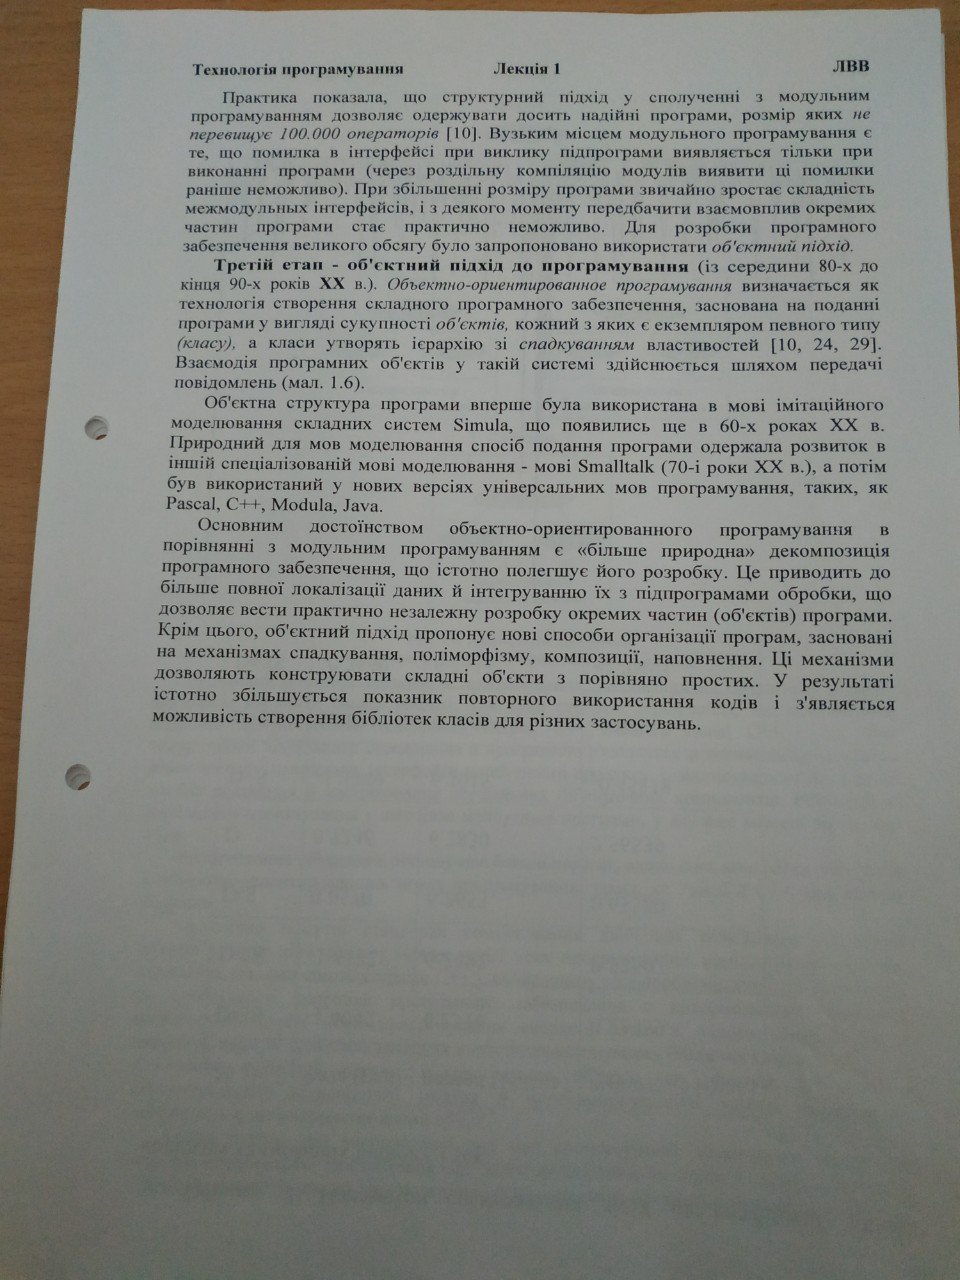 Технологія програмування Лекція 1 ЛВВ
Практика показала, що структурний підхід у сполученні з модульним
програмуванням дозволяє одержувати досить надійні програми, розмір яких не
перевищує 100.000 операторів [10]. Вузьким місцем модульного програмування є
те, що помилка в інтерфейсі при виклику підпрограми виявляється тільки при
виконанні програми (через роздільну компіляцію модулів виявити ці помилки
раніше неможливо). При збільшенні розміру програми звичайно зростає складність
межмодульных інтерфейсів, і з деякого моменту передбачити взаємовплив окремих
частин програми стає практично неможливо. Для розробки програмного
забезпечення великого обсягу було запропоновано використати об'єктний підхід.
Третій етап - об'єктний підхід до програмування (із середини 80-х до
кінця 90-х років XX в.). Объектно-ориентированное програмування визначається як
технологія створення складного програмного забезпечення, заснована на поданні
програми у вигляді сукупності об'єктів, кожний з яких є екземпляром певного типу
(класу), а класи утворять ієрархію зі спадкуванням властивостей [10, 24, 29].
Взаємодія програмних об'єктів у такій системі здійснюється шляхом передачі
повідомлень (мал. 1.6).
Об'єктна структура програми вперше була використана в мові імітаційного
моделювання складних систем Simula, що появились ще в 60-х роках XX в.
Природний для мов моделювання спосіб подання програми одержала розвиток в
іншій спеціалізованій мові моделювання - мові Smalltalk (70-і роки XX в.), а потім
був використаний у нових версіях універсальних мов програмування, таких, як
Pascal, C++, Modula, Java.
Основним достоїнством объектно-ориентированного програмування в
порівнянні з модульним програмуванням є «більше природна» декомпозиція
програмного забезпечення, що істотно полегшує його розробку. Це приводить до
більше повної локалізації даних й інтегруванню їх з підпрограмами обробки, що
дозволяє вести практично незалежну розробку окремих частин (об'єктів) програми.
Крім цього, об'єктний підхід пропонує нові способи організації програм, засновані
на механізмах спадкування, поліморфізму, композиції, наповнення. Ці механізми
дозволяють конструювати складні об'єкти з порівняно простих. У результаті
істотно збільшується показник повторного використання кодів і з'являється
можливість створення бібліотек класів для різних застосувань.